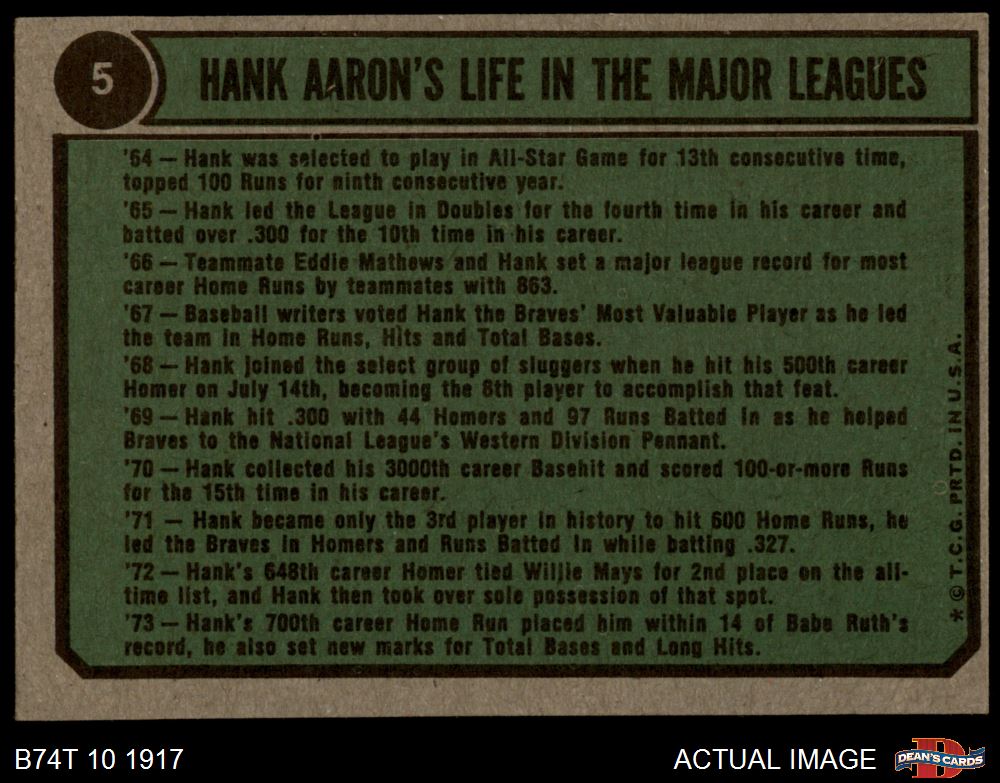 5
HANK AARON'S LIFE IN THE MAJOR LEAGUES
'64 — Hank was selected to play in All-Star Game for 13th consecutive time,
topped 100 Runs for ninth consecutive year.
'65 — Hank led the League in Doubles for the fourth time in his career and
batted over .300 for the 10th time in his career.
'66 — Teammate Eddie Mathews and Hank set a major league record for most
career Home Runs by teammates with 863.
'67 — Baseball writers voted Hank the Braves' Most Valuable Player as he led
the team in Home Runs, Hits and Total Bases.
'68 — Hank joined the select group of sluggers when he hit his 500th career
Homer on July 14th, becoming the 8th player to accomplish that feat.
'69 — Hank hit .300 with 44 Homers and 97 Runs Batted In as he helped
Braves to the National League's Western Division Pennant.
'70 — Hank collected his 3000th career Basehit and scored 100-or-more Runs
for the 15th time in his career.
'71 — Hank became only the 3rd player in history to hit 600 Home Runs, he
led the Braves in Homers and Runs Batted In while batting .327.
'72 — Hank's 648th career Homer tied Willie Mays for 2nd place on the all-
time list, and Hank then took over sole possession of that spot.
'73 — Hank's 700th career Home Run placed him within 14 of Babe Ruth's
record, he also set new marks for Total Bases and Long Hits.
* © T.C.G. PRTD. IN U.S.A.
B74T 10 1917
ACTUAL IMAGE
D
DEAN'S CARDS